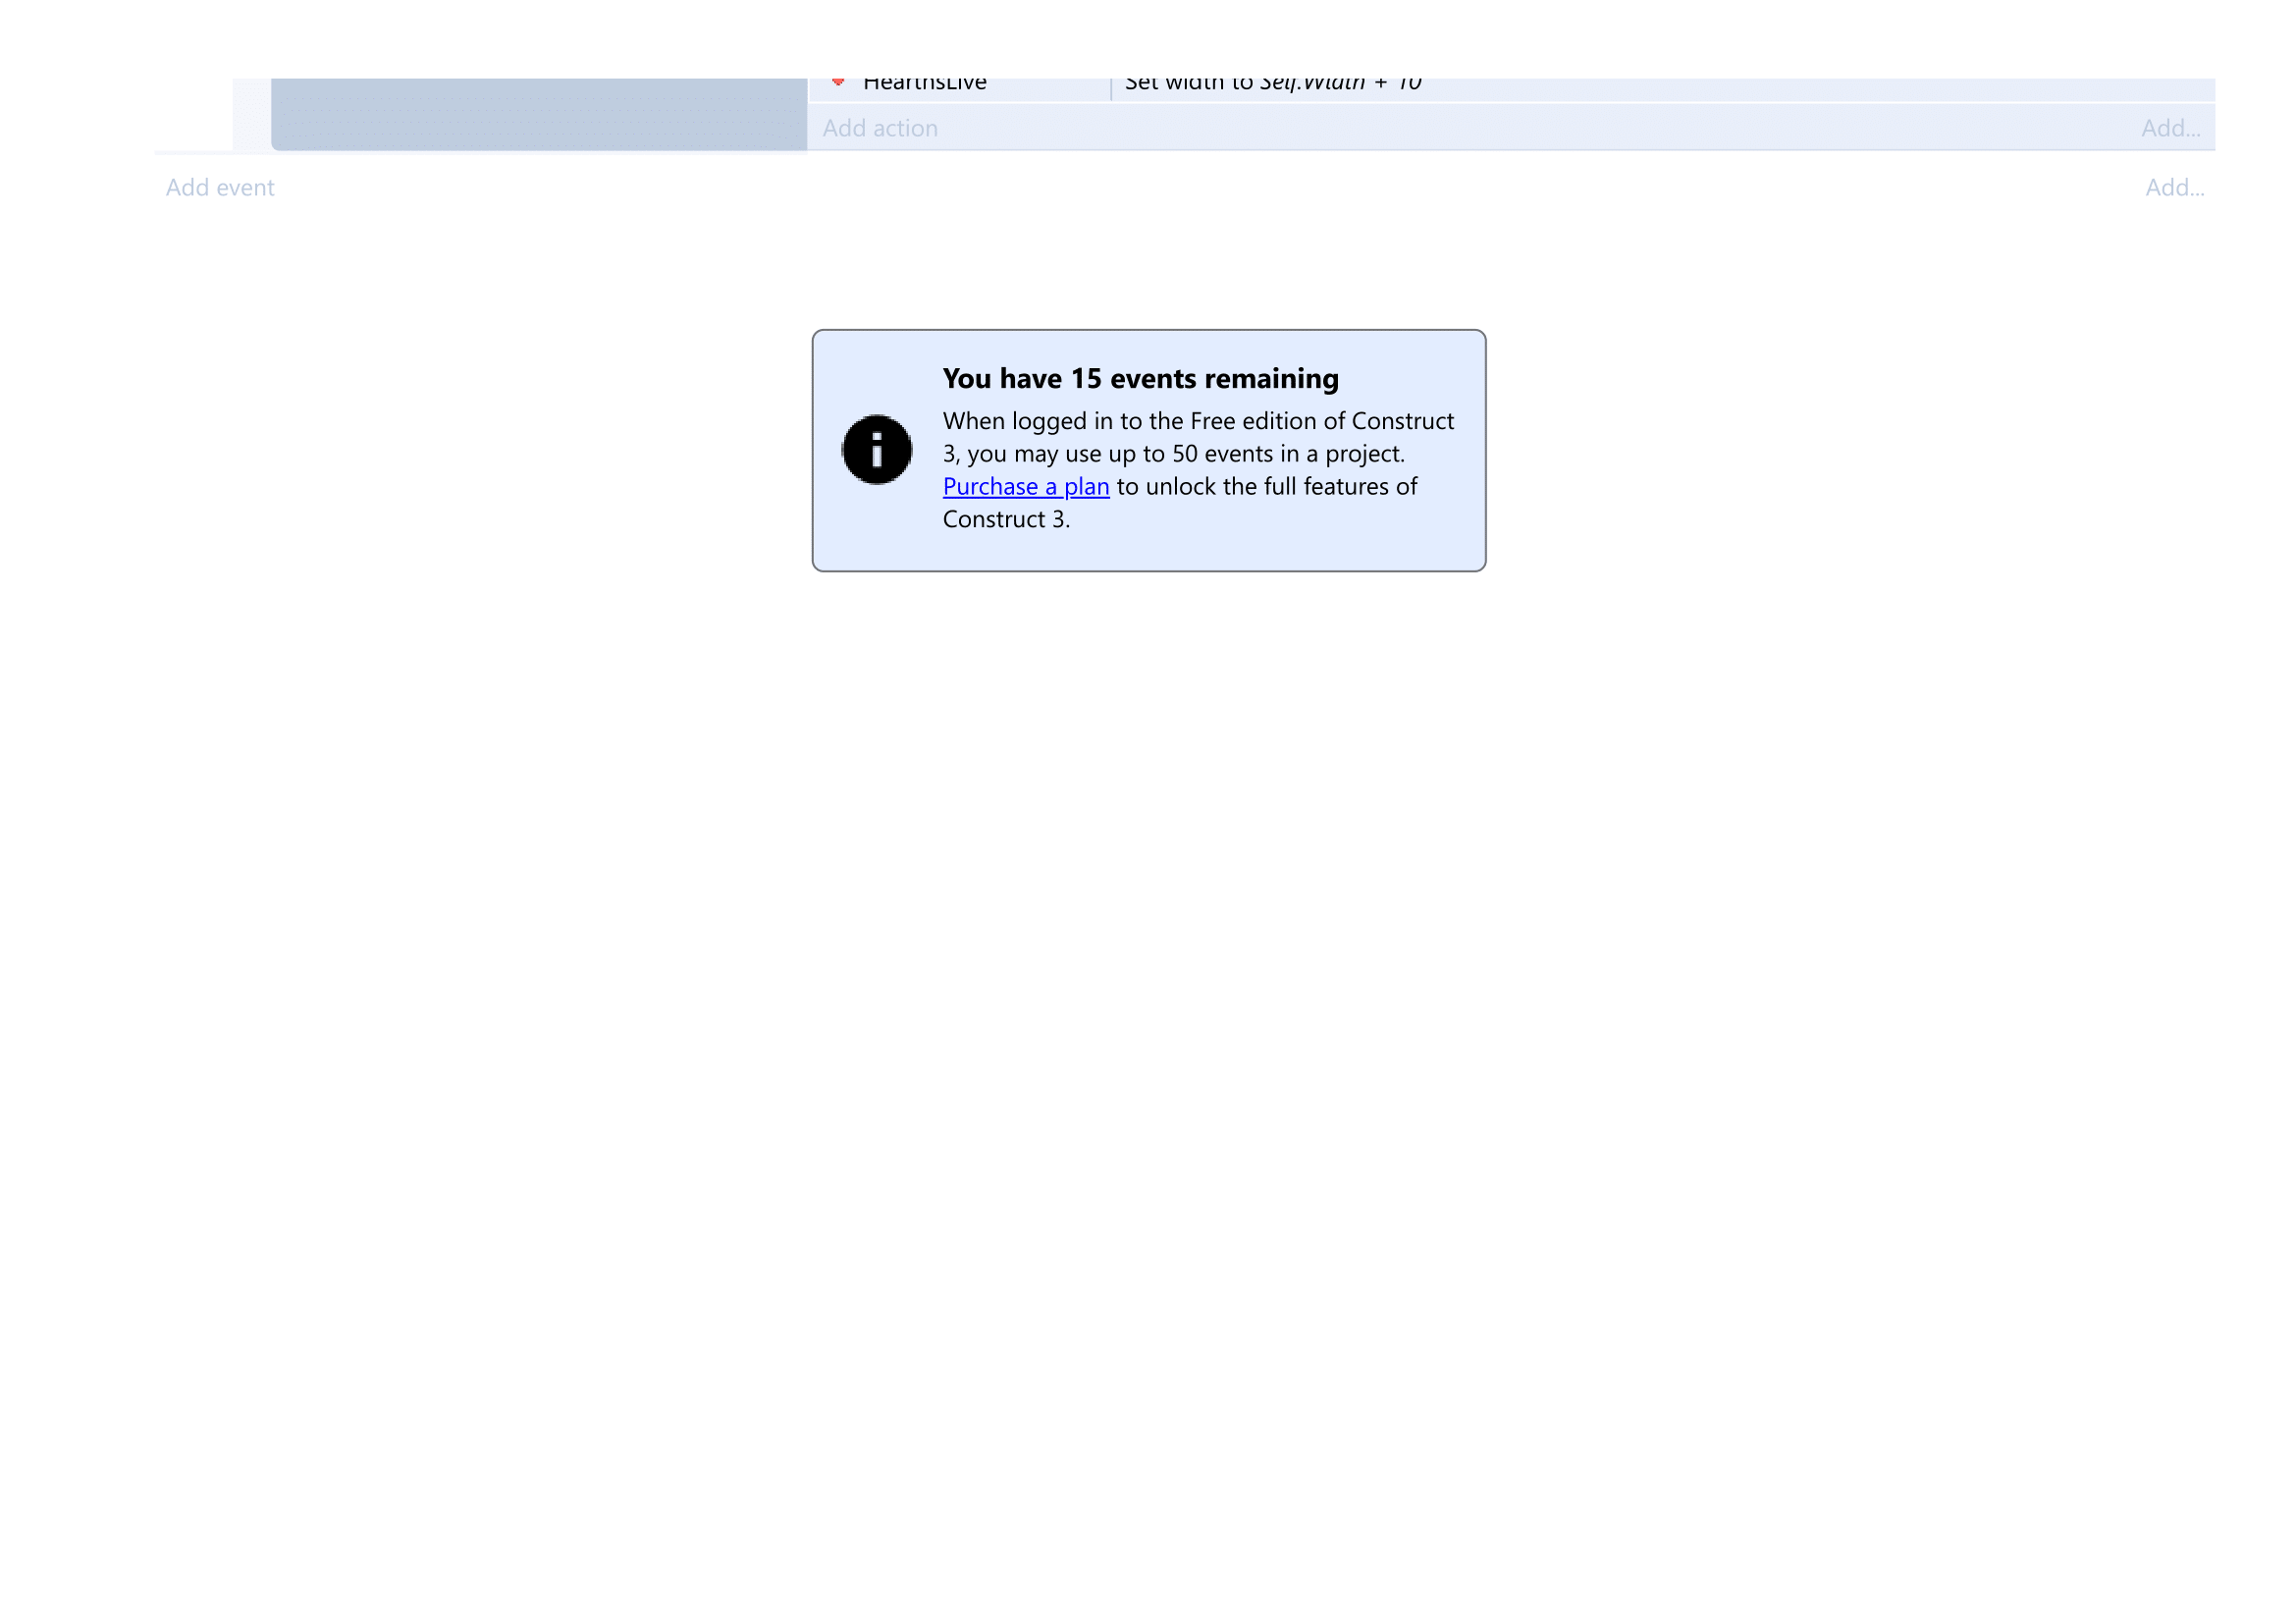 HearthsLive Set width to Self.Width + 10
Add action Add...
Add event Add...
You have 15 events remaining
When logged in to the Free edition of Construct
3, you may use up to 50 events in a project.
Purchase a plan to unlock the full features of
Construct 3.